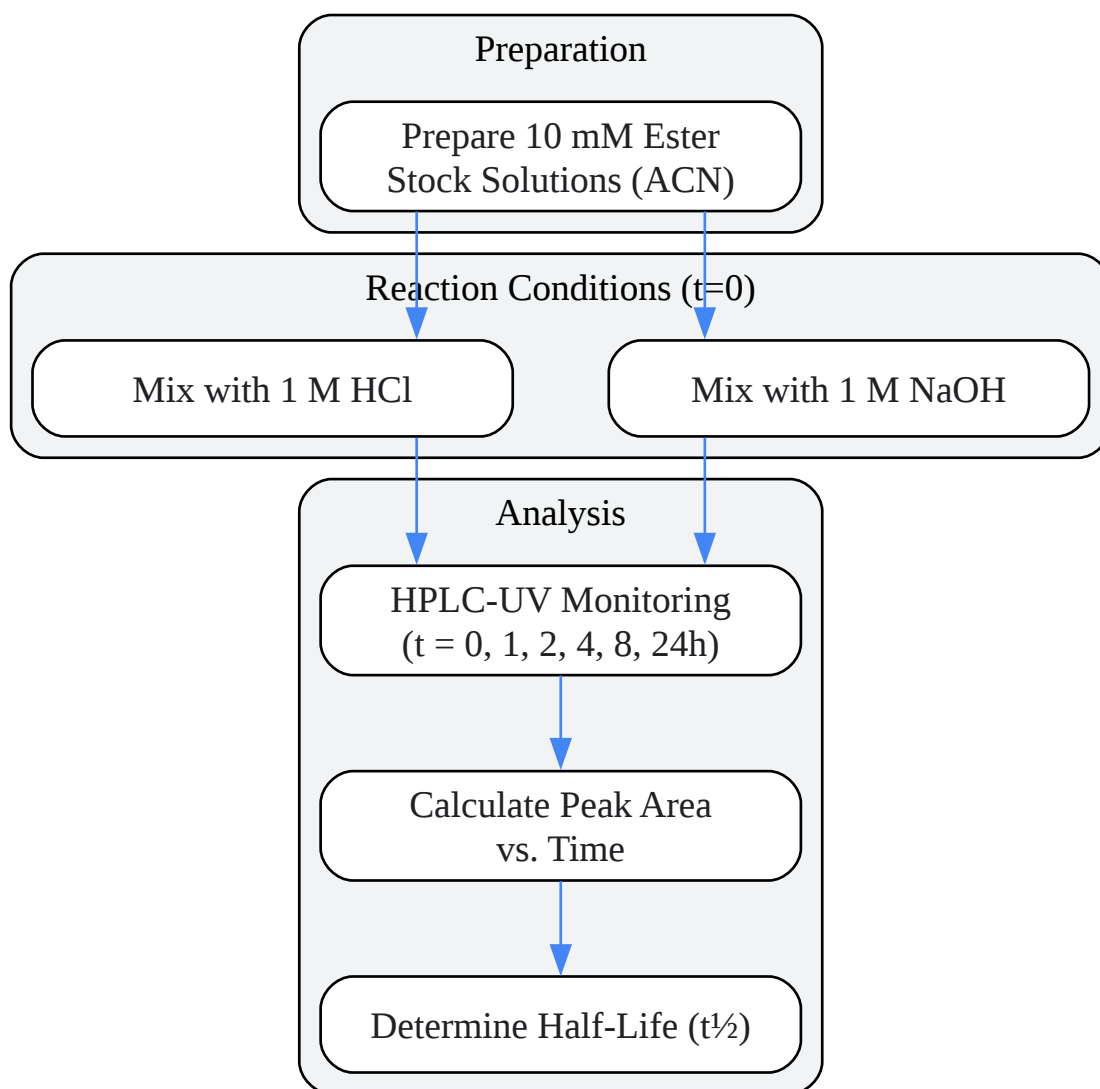 Preparation
Prepare 10 mM Ester
Stock Solutions (ACN)
Reaction Conditions (t=0)
Mix with 1 M HCl
Mix with 1 M NaOH
Analysis
HPLC-UV Monitoring
(t = 0, 1, 2, 4, 8, 24h)
Calculate Peak Area
vs. Time
Determine Half-Life (t½)